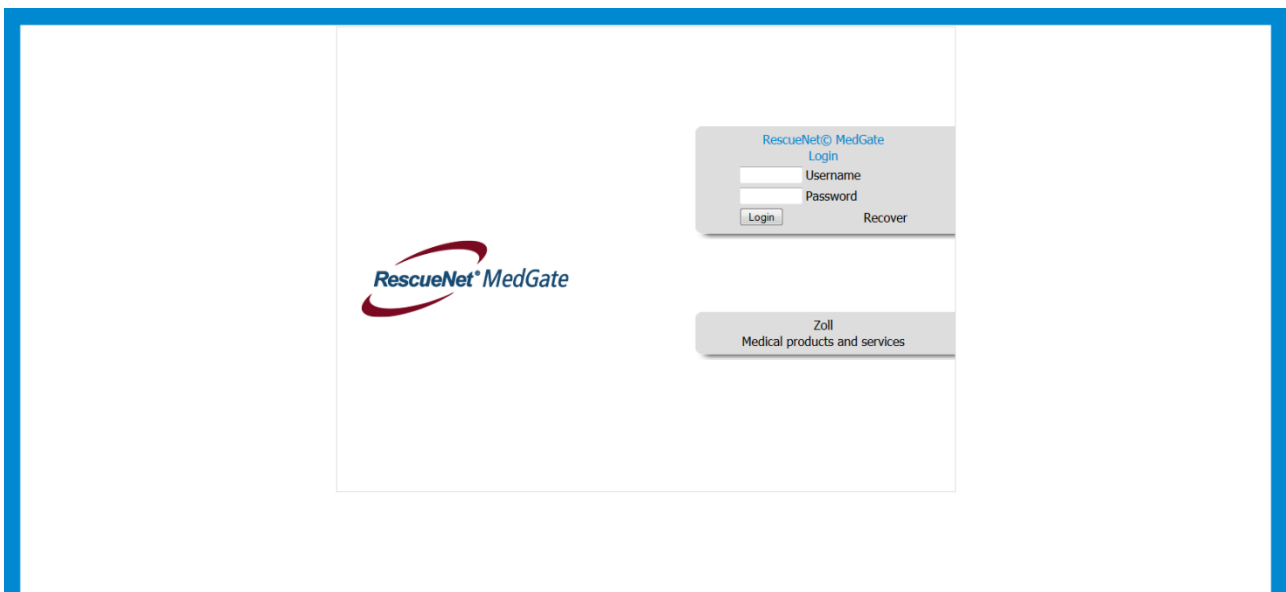 RescueNet© MedGate
Login
Username
Password
Login Recover
RescueNet® MedGate
Zoll
Medical products and services